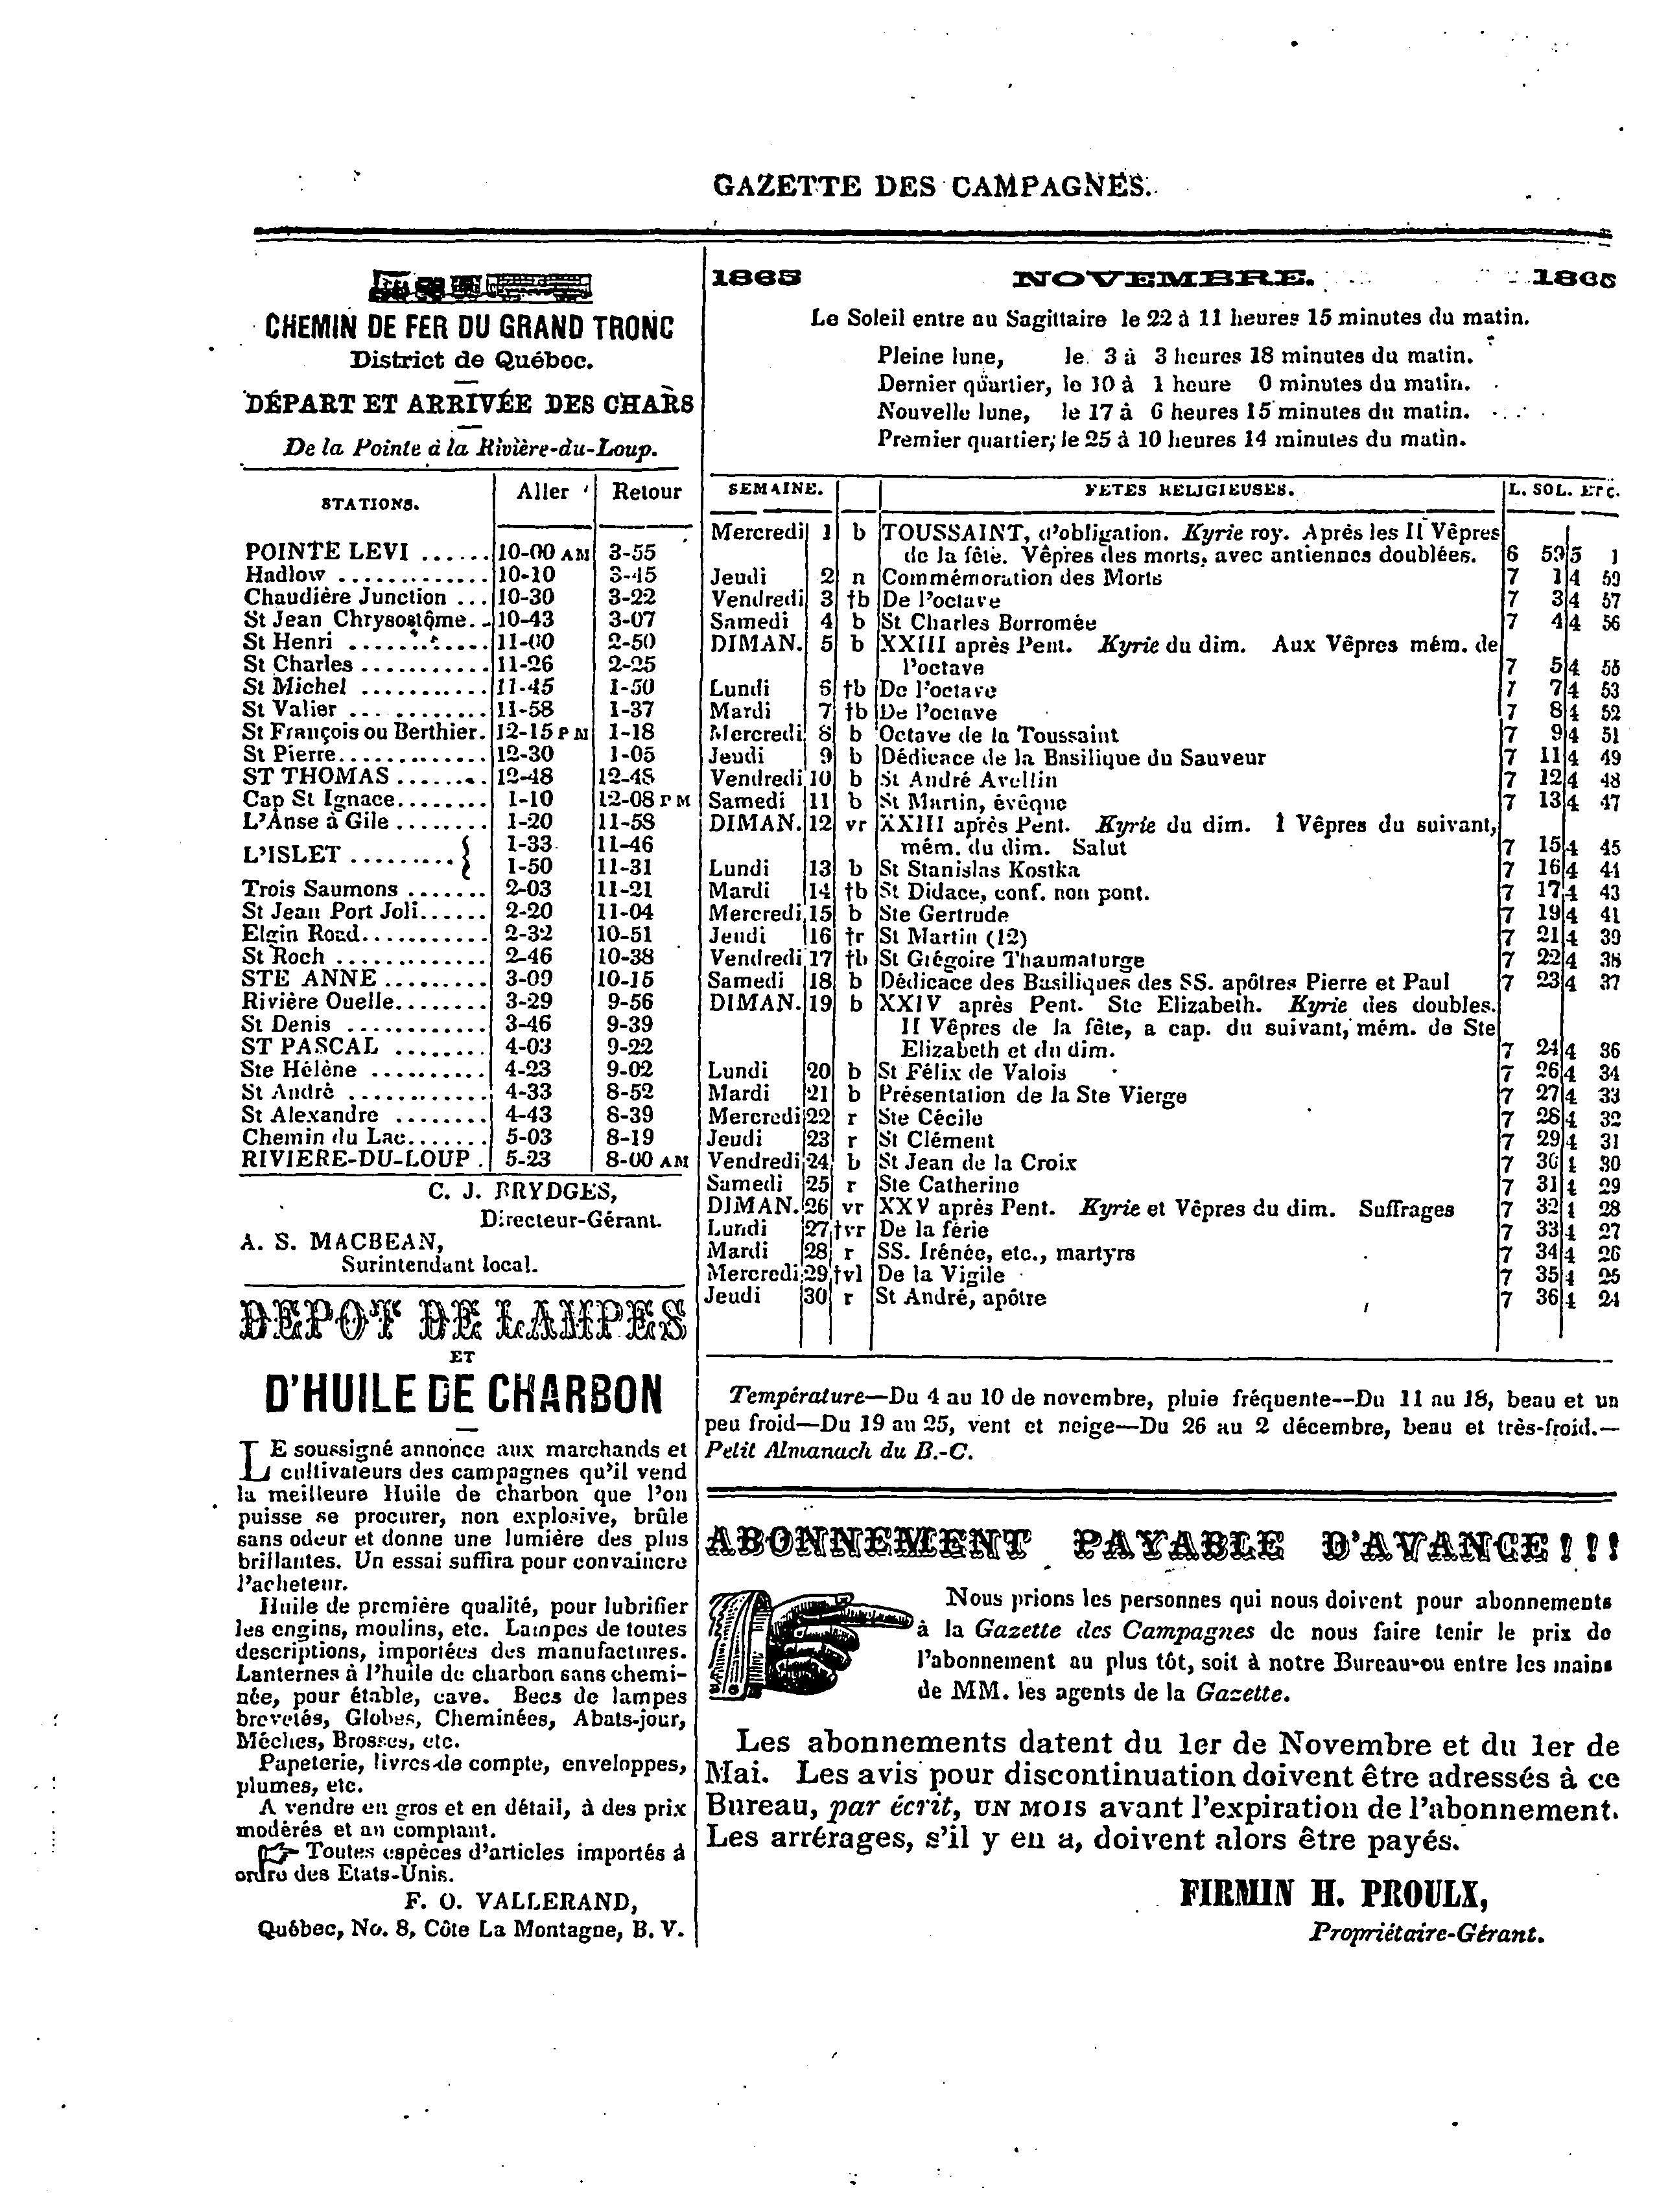 GAZETTE DES CAMPAGNES.
CHEMIN DE FER DU GRAND TRONC
District de Québec.
DÉPART ET ARRIVÉE DES CHARS
De la Pointe à la Rivière-du-Loup.
STATIONS. Aller Retour
POINTE LEVI ...... 10-00 AM 3-55
Hadlow ............. 10-10 3-45
Chaudière Junction ... 10-30 3-22
St Jean Chrysostôme. . 10-43 3-07
St Henri ............ 11-00 2-50
St Charles ........... 11-26 2-25
St Michel ........... 11-45 1-50
St Valier ............ 11-58 1-37
St François ou Berthier. 12-15 P M 1-18
St Pierre............. 12-30 1-05
ST THOMAS ........ 12-48 12-48
Cap St Ignace........ 1-10 12-08 P M
L'Anse à Gile ........ 1-20 11-58
L'ISLET .......... { 1-33 11-46
1-50 11-31
Trois Saumons ....... 2-03 11-21
St Jean Port Joli...... 2-20 11-04
Elgin Road........... 2-32 10-51
St Roch ............. 2-46 10-38
STE ANNE .......... 3-09 10-15
Rivière Ouelle........ 3-29 9-56
St Denis ............ 3-46 9-39
ST PASCAL ........ 4-03 9-22
Ste Hélène .......... 4-23 9-02
St André ............ 4-33 8-52
St Alexandre ........ 4-43 8-39
Chemin du Lac....... 5-03 8-19
RIVIERE-DU-LOUP . 5-23 8-00 AM
C. J. BRYDGES,
Directeur-Gérant.
A. S. MACBEAN,
Surintendant local.
DEPOT DE LAMPES
ET
D'HUILE DE CHARBON
LE soussigné annonce aux marchands et
cultivateurs des campagnes qu'il vend
la meilleure Huile de charbon que l'on
puisse se procurer, non explosive, brûle
sans odeur et donne une lumière des plus
brillantes. Un essai suffira pour convaincre
l'acheteur.
Huile de première qualité, pour lubrifier
les engins, moulins, etc. Lampes de toutes
descriptions, importées des manufactures.
Lanternes à l'huile de charbon sans chemi-
née, pour étable, cave. Becs de lampes
brevetés, Globes, Cheminées, Abats-jour,
Mèches, Brosses, etc.
Papeterie, livres de compte, enveloppes,
plumes, etc.
A vendre en gros et en détail, à des prix
modérés et au comptant.
Toutes espèces d'articles importés à
ordre des Etats-Unis.
F. O. VALLERAND,
Québec, No. 8, Côte La Montagne, B. V.
1865 NOVEMBRE. 1865
Le Soleil entre au Sagittaire le 22 à 11 heures 15 minutes du matin.
Pleine lune, le 3 à 3 heures 18 minutes du matin.
Dernier quartier, le 10 à 1 heure 0 minutes du matin.
Nouvelle lune, le 17 à 6 heures 15 minutes du matin.
Premier quartier, le 25 à 10 heures 14 minutes du matin.
SEMAINE. FETES RELIGIEUSES. L. SOL. ETC.
Mercredi 1 b TOUSSAINT, d'obligation. Kyrie roy. Après les II Vêpres
de la fête. Vêpres des morts, avec antiennes doublées. 6 59 5 1
Jeudi 2 n Commémoration des Morts 7 1 4 59
Vendredi 3 †b De l'octave 7 3 4 57
Samedi 4 b St Charles Borromée 7 4 4 56
DIMAN. 5 b XXIII après Pent. Kyrie du dim. Aux Vêpres mém. de
l'octave 7 5 4 55
Lundi 6 †b De l'octave 7 7 4 53
Mardi 7 †b De l'octave 7 8 4 52
Mercredi 8 b Octave de la Toussaint 7 9 4 51
Jeudi 9 b Dédicace de la Basilique du Sauveur 7 11 4 49
Vendredi 10 b St André Avellin 7 12 4 48
Samedi 11 b St Martin, évêque 7 13 4 47
DIMAN. 12 vr XXIII après Pent. Kyrie du dim. 1 Vêpres du suivant,
mém. du dim. Salut 7 15 4 45
Lundi 13 b St Stanislas Kostka 7 16 4 44
Mardi 14 †b St Didace, conf. non pont. 7 17 4 43
Mercredi 15 b Ste Gertrude 7 19 4 41
Jeudi 16 †r St Martin (12) 7 21 4 39
Vendredi 17 †b St Grégoire Thaumaturge 7 22 4 38
Samedi 18 b Dédicace des Basiliques des SS. apôtres Pierre et Paul 7 23 4 37
DIMAN. 19 b XXIV après Pent. Ste Elizabeth. Kyrie des doubles.
II Vêpres de la fête, a cap. du suivant, mém. de Ste
Elizabeth et du dim. 7 24 4 36
Lundi 20 b St Félix de Valois 7 26 4 34
Mardi 21 b Présentation de la Ste Vierge 7 27 4 33
Mercredi 22 r Ste Cécile 7 28 4 32
Jeudi 23 r St Clément 7 29 4 31
Vendredi 24 b St Jean de la Croix 7 30 4 30
Samedi 25 r Ste Catherine 7 31 4 29
DIMAN. 26 vr XXV après Pent. Kyrie et Vêpres du dim. Suffrages 7 32 4 28
Lundi 27 †vr De la férie 7 33 4 27
Mardi 28 r SS. Irénée, etc., martyrs 7 34 4 26
Mercredi 29 †vl De la Vigile 7 35 4 25
Jeudi 30 r St André, apôtre 7 36 4 24
Température—Du 4 au 10 de novembre, pluie fréquente--Du 11 au 18, beau et un
peu froid—Du 19 au 25, vent et neige—Du 26 au 2 décembre, beau et très-froid.—
Petit Almanach du B.-C.
ABONNEMENT PAYABLE D'AVANCE!!!
Nous prions les personnes qui nous doivent pour abonnements
à la Gazette des Campagnes de nous faire tenir le prix de
l'abonnement au plus tôt, soit à notre Bureau ou entre les mains
de MM. les agents de la Gazette.
Les abonnements datent du 1er de Novembre et du 1er de
Mai. Les avis pour discontinuation doivent être adressés à ce
Bureau, par écrit, UN MOIS avant l'expiration de l'abonnement.
Les arrérages, s'il y en a, doivent alors être payés.
FIRMIN H. PROULX,
Propriétaire-Gérant.